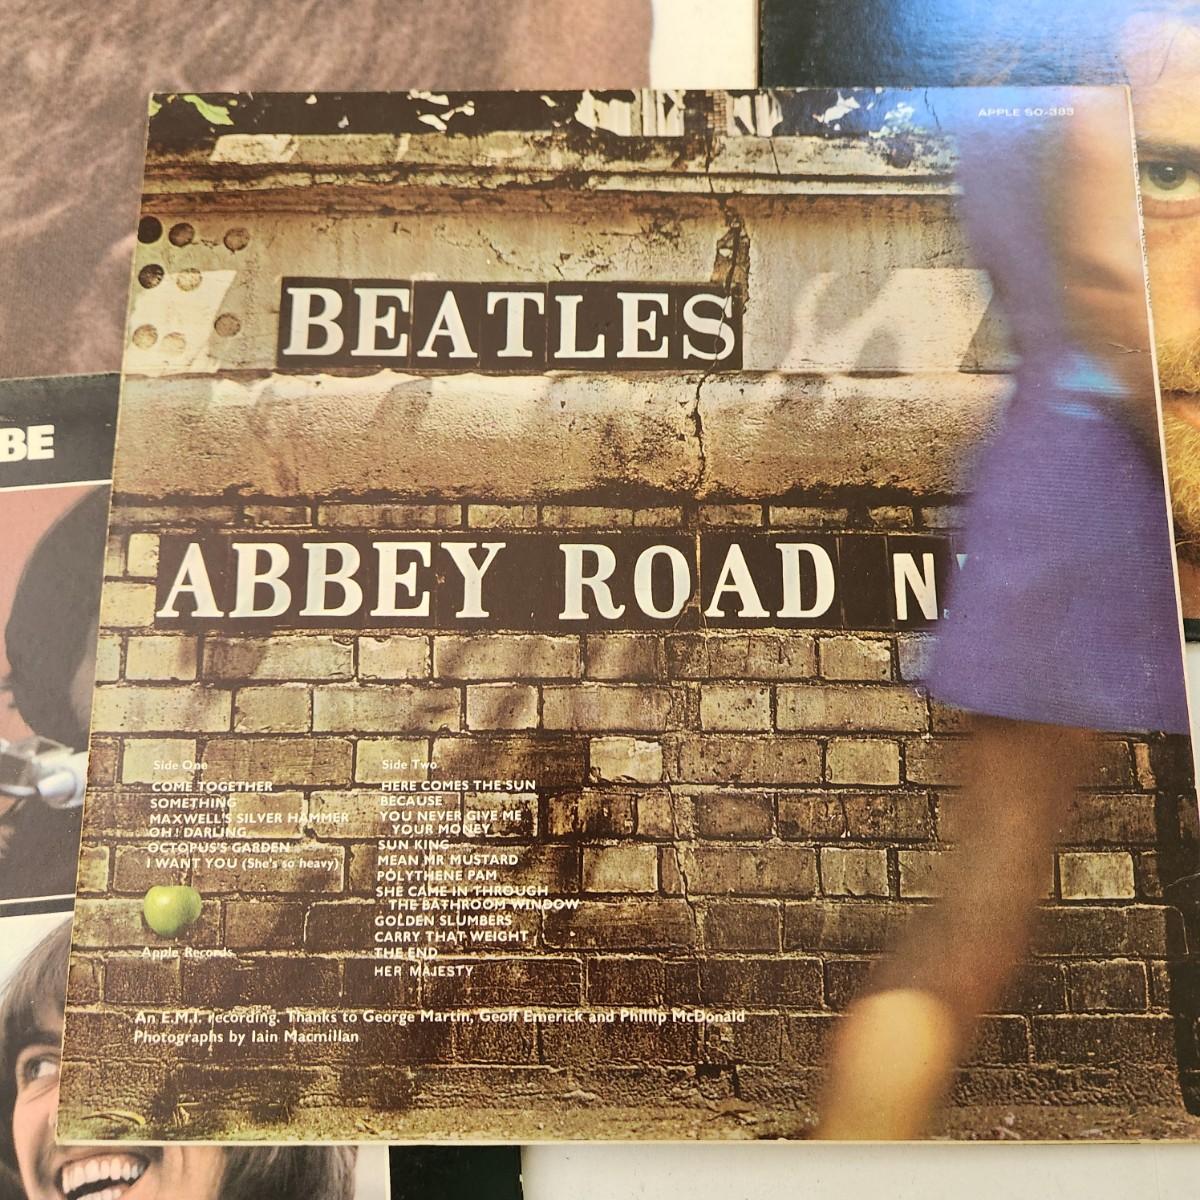 APPLE SO-383
BEATLES
BE
ABBEY ROAD N
Side One
COME TOGETHER
SOMETHING
MAXWELL'S SILVER HAMMER
OH! DARLING
OCTOPUS'S GARDEN
I WANT YOU (She's so heavy)
Apple Records
Side Two
HERE COMES THE SUN
BECAUSE
YOU NEVER GIVE ME
YOUR MONEY
SUN KING
MEAN MR MUSTARD
POLYTHENE PAM
SHE CAME IN THROUGH
THE BATHROOM WINDOW
GOLDEN SLUMBERS
CARRY THAT WEIGHT
THE END
HER MAJESTY
An E.M.I. recording. Thanks to George Martin, Geoff Emerick and Phillip McDonald
Photographs by Iain Macmillan